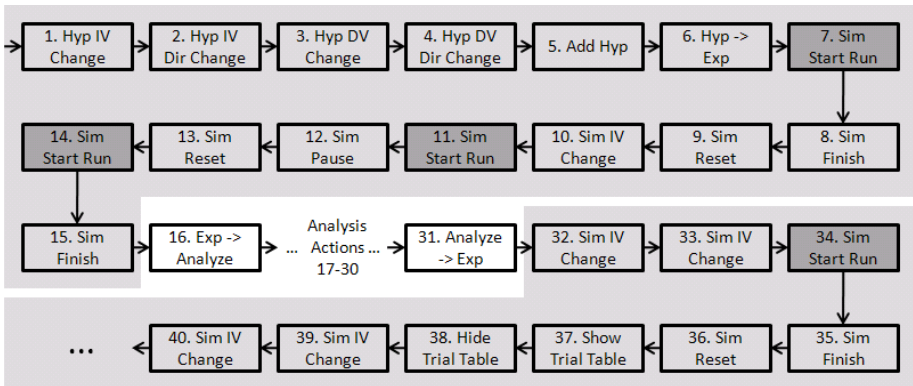 1. Hyp IV
Change
2. Hyp IV
Dir Change
3. Hyp DV
Change
4. Hyp DV
Dir Change
5. Add Hyp
6. Hyp ->
Exp
7. Sim
Start Run
14. Sim
Start Run
13. Sim
Reset
12. Sim
Pause
11. Sim
Start Run
10. Sim IV
Change
9. Sim
Reset
8. Sim
Finish
15. Sim
Finish
16. Exp ->
Analyze
Analysis
... Actions ...
17-30
31. Analyze
-> Exp
32. Sim IV
Change
33. Sim IV
Change
34. Sim
Start Run
...
40. Sim IV
Change
39. Sim IV
Change
38. Hide
Trial Table
37. Show
Trial Table
36. Sim
Reset
35. Sim
Finish